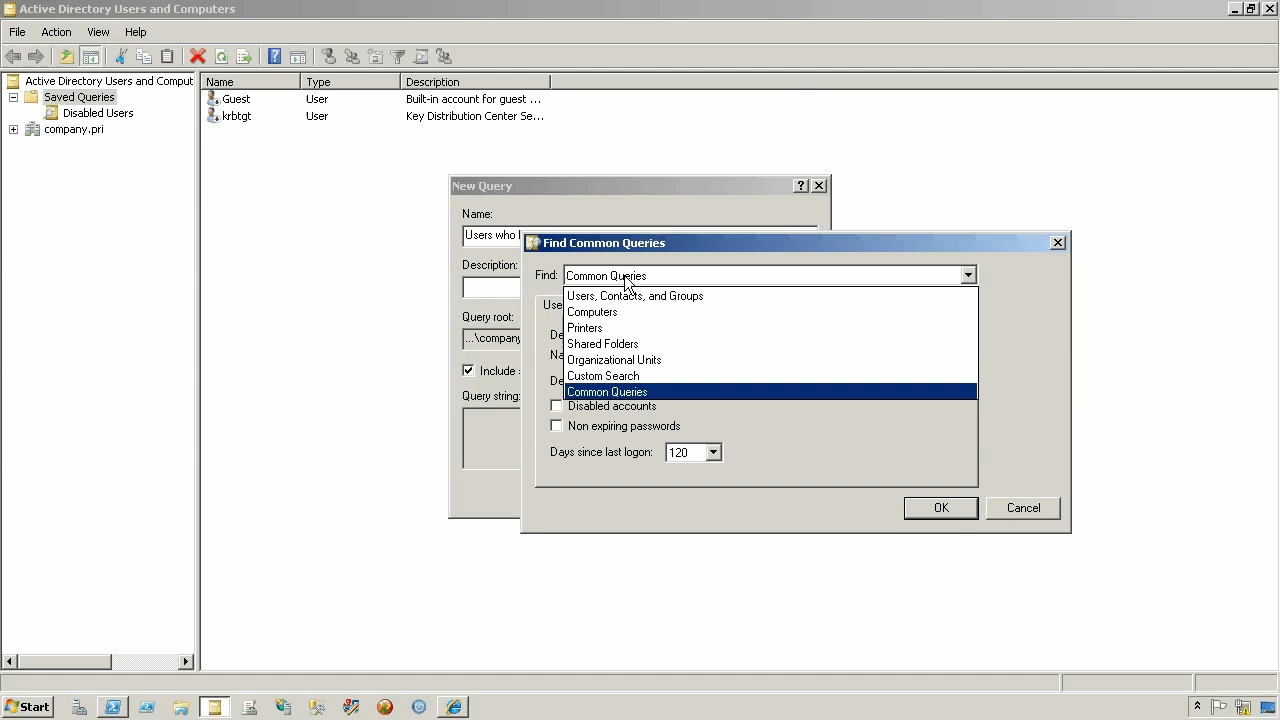 Active Directory Users and Computers
File Action View Help
Active Directory Users and Comput
Saved Queries
Disabled Users
company.pri
Name Type Description
Guest User Built-in account for guest ...
krbtgt User Key Distribution Center Se...
New Query
Name:
Users who
Description:
Query root:
...\company
Include
Query string:
Find Common Queries
Find: Common Queries
Users, Contacts, and Groups
Computers
Printers
Shared Folders
Organizational Units
Custom Search
Common Queries
Use
De
Na
De
Disabled accounts
Non expiring passwords
Days since last logon: 120
OK Cancel
Start